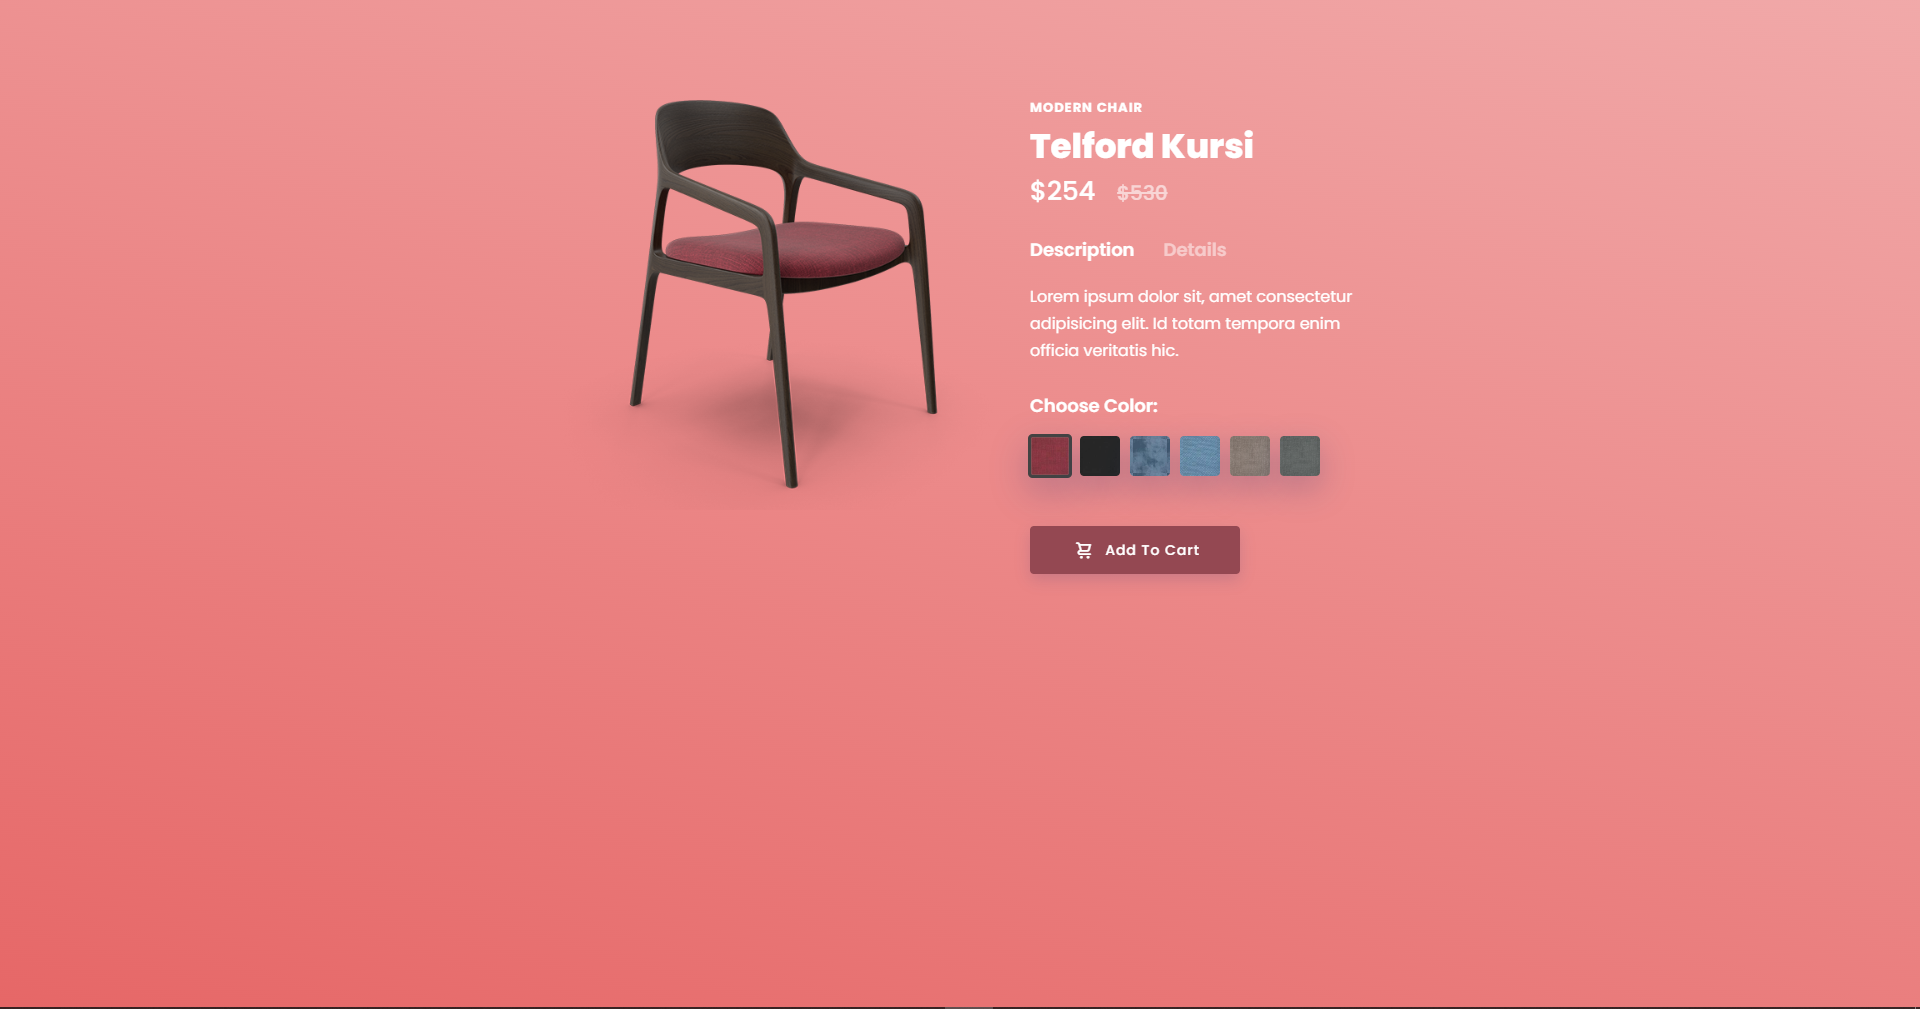 MODERN CHAIR
Telford Kursi
$254 $530
Description Details
Lorem ipsum dolor sit, amet consectetur
adipisicing elit. Id totam tempora enim
officia veritatis hic.
Choose Color:
Add To Cart